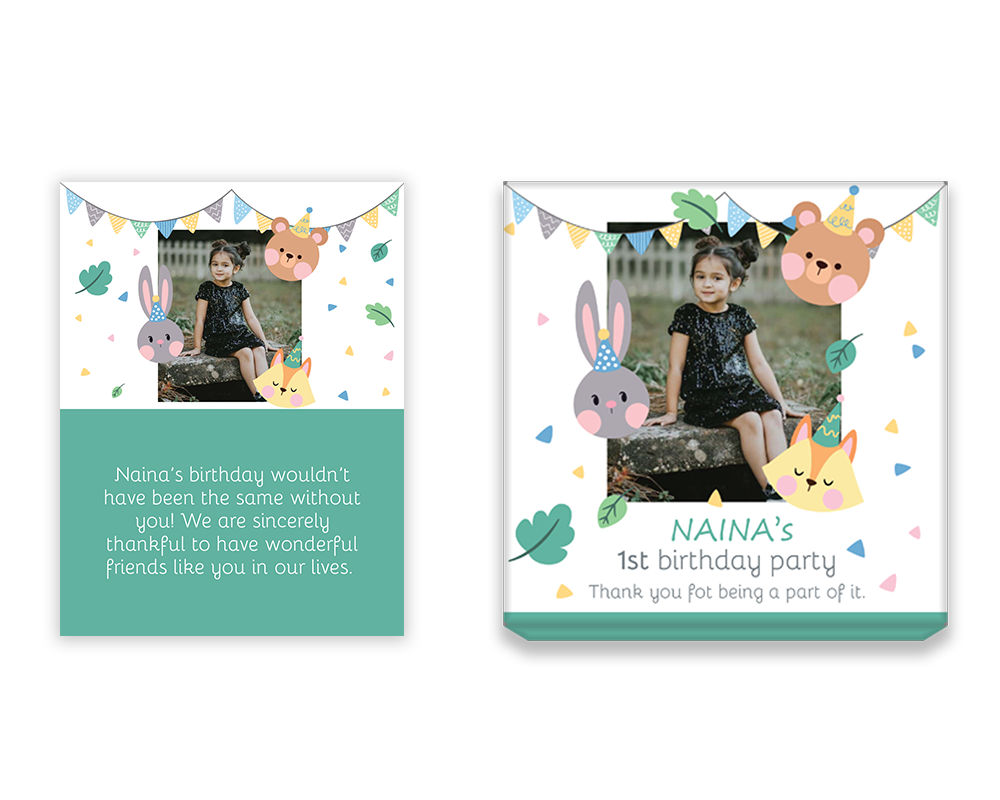 Naina's birthday wouldn't
have been the same without
you! We are sincerely
thankful to have wonderful
friends like you in our lives.
NAINA's
1st birthday party
Thank you fot being a part of it.